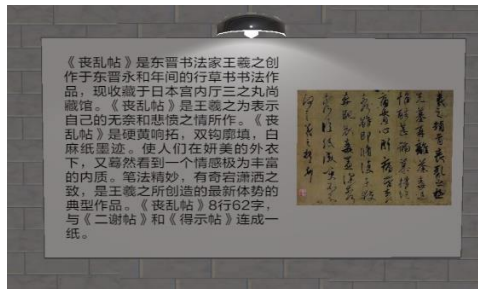 《丧乱帖》是东晋书法家王羲之创
作于东晋永和年间的行草书书法作
品，现收藏于日本宫内厅三之丸尚
藏馆。《丧乱帖》是王羲之为表示
自己的无奈和悲愤之情所作。《丧
乱帖》是硬黄响拓，双钩廓填，白
麻纸墨迹。使人们在妍美的外衣
下，又蓦然看到一个情感极为丰富
的内质。笔法精妙，有奇宕潇洒之
致，是王羲之所创造的最新体势的
典型作品。《丧乱帖》8行62字，
与《二谢帖》和《得示帖》连成一
纸。